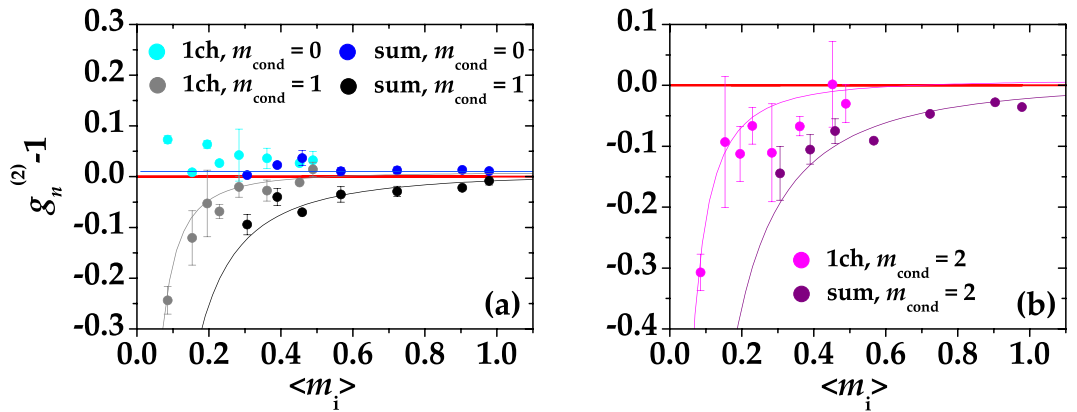 0.3
0.2
0.1
0.0
-0.1
-0.2
-0.3
g_n^(2)-1
1ch, m_cond = 0
sum, m_cond = 0
1ch, m_cond = 1
sum, m_cond = 1
(a)
0.0 0.2 0.4 0.6 0.8 1.0
<m_i>
0.1
0.0
-0.1
-0.2
-0.3
-0.4
1ch, m_cond = 2
sum, m_cond = 2
(b)
0.0 0.2 0.4 0.6 0.8 1.0
<m_i>